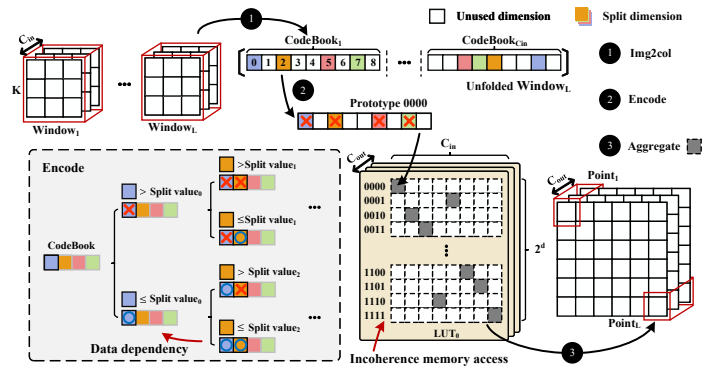 Unused dimension
Split dimension
C_in
1
CodeBook_1
CodeBook_Cin
0 1 2 3 4 5 6 7 8
K
Window_1
Window_L
Unfolded Window_L
1 Img2col
2
2 Encode
Prototype 0000
3 Aggregate
Encode
> Split value_0
≤ Split value_0
CodeBook
>Split value_1
≤Split value_1
> Split value_2
≤ Split value_2
Data dependency
C_out
C_in
0000
0001
0010
0011
1100
1101
1110
1111
2^d
LUT_0
Incoherence memory access
3
C_out
Point_1
Point_L